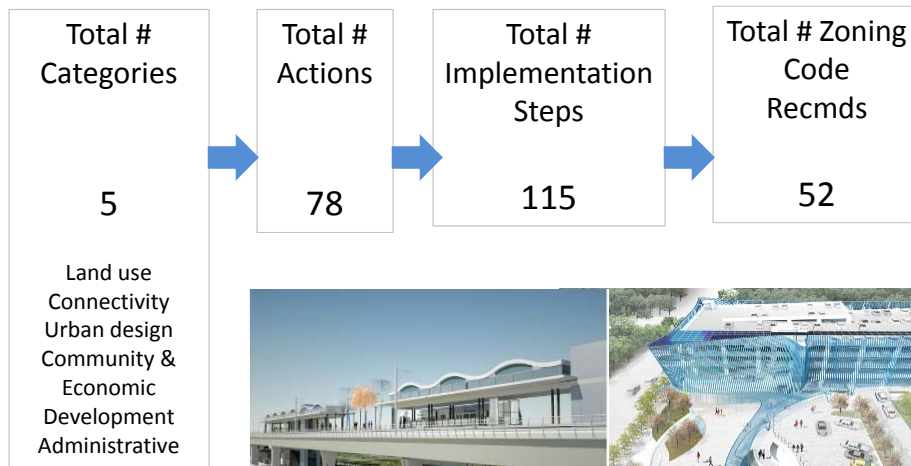 Total #
Categories
5
Land use
Connectivity
Urban design
Community &
Economic
Development
Administrative
Total #
Actions
78
Total #
Implementation
Steps
115
Total # Zoning
Code
Recmds
52